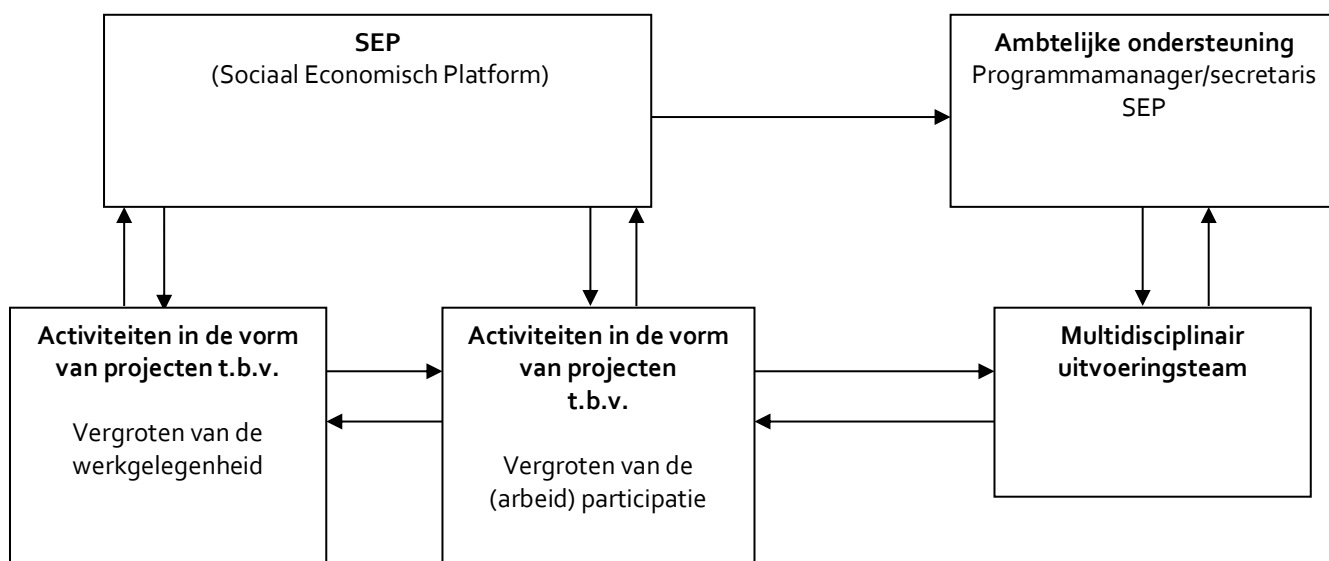 SEP
(Sociaal Economisch Platform)
Ambtelijke ondersteuning
Programmamanager/secretaris
SEP
Activiteiten in de vorm
van projecten t.b.v.
Vergroten van de
werkgelegenheid
Activiteiten in de vorm
van projecten
t.b.v.
Vergroten van de
(arbeid) participatie
Multidisciplinair
uitvoeringsteam